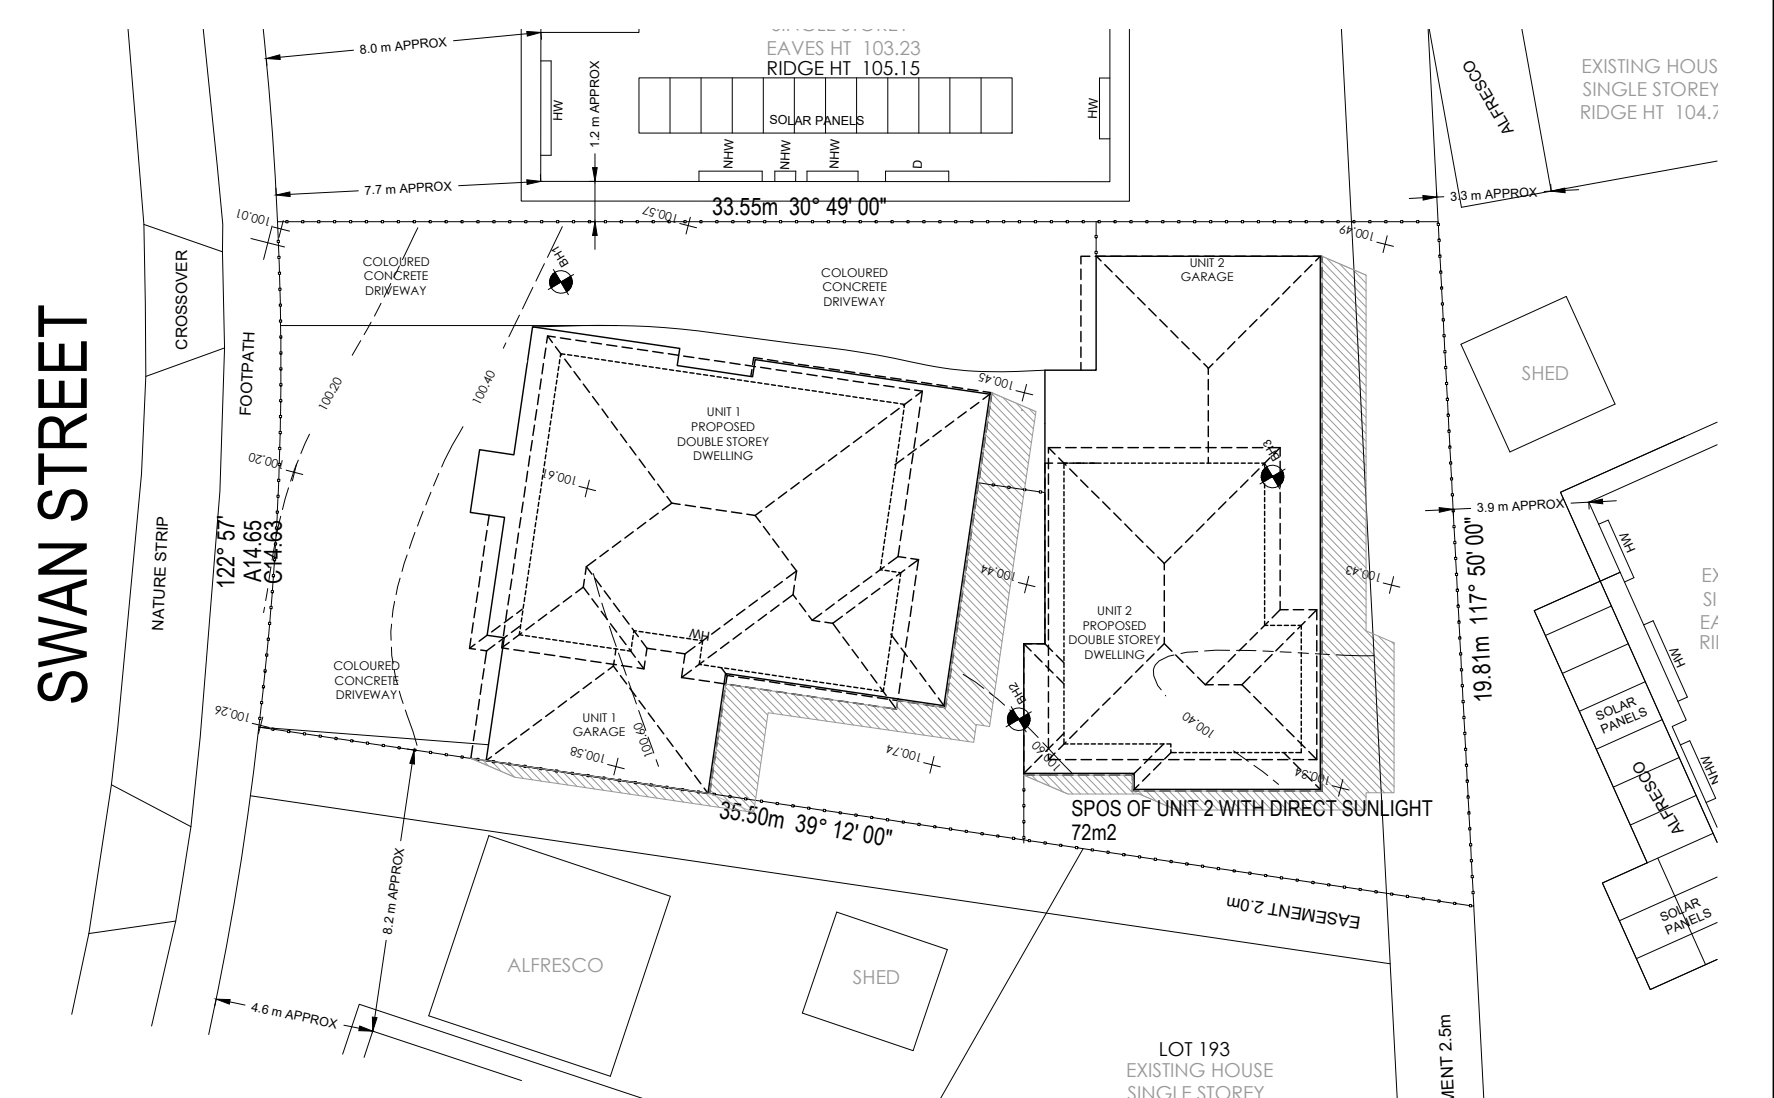 SINGLE STOREY
EAVES HT 103.23
RIDGE HT 105.15
SOLAR PANELS
8.0 m APPROX
HW
1.2 m APPROX
NHW
NHW
NHW
D
HW
7.7 m APPROX
33.55m 30° 49' 00"
ALFRESCO
EXISTING HOUS
SINGLE STOREY
RIDGE HT 104.7
3.3 m APPROX
100.01
100.57
100.49
CROSSOVER
FOOTPATH
COLOURED
CONCRETE
DRIVEWAY
BH1
COLOURED
CONCRETE
DRIVEWAY
UNIT 2
GARAGE
SHED
SWAN STREET
100.20
100.40
100.45
UNIT 1
PROPOSED
DOUBLE STOREY
DWELLING
100.20
100.61
BH3
3.9 m APPROX
HW
NATURE STRIP
122° 57'
A14.65
C14.63
100.44
100.43
19.81m 117° 50' 00"
UNIT 2
PROPOSED
DOUBLE STOREY
DWELLING
HW
HW
COLOURED
CONCRETE
DRIVEWAY
100.26
UNIT 1
GARAGE
100.60
100.58
100.74
BH2
100.60
100.40
100.34
SOLAR
PANELS
NHW
ALFRESCO
SPOS OF UNIT 2 WITH DIRECT SUNLIGHT
72m2
35.50m 39° 12' 00"
8.2 m APPROX
EASEMENT 2.0m
SOLAR
PANELS
ALFRESCO
SHED
4.6 m APPROX
LOT 193
EXISTING HOUSE
SINGLE STOREY
MENT 2.5m